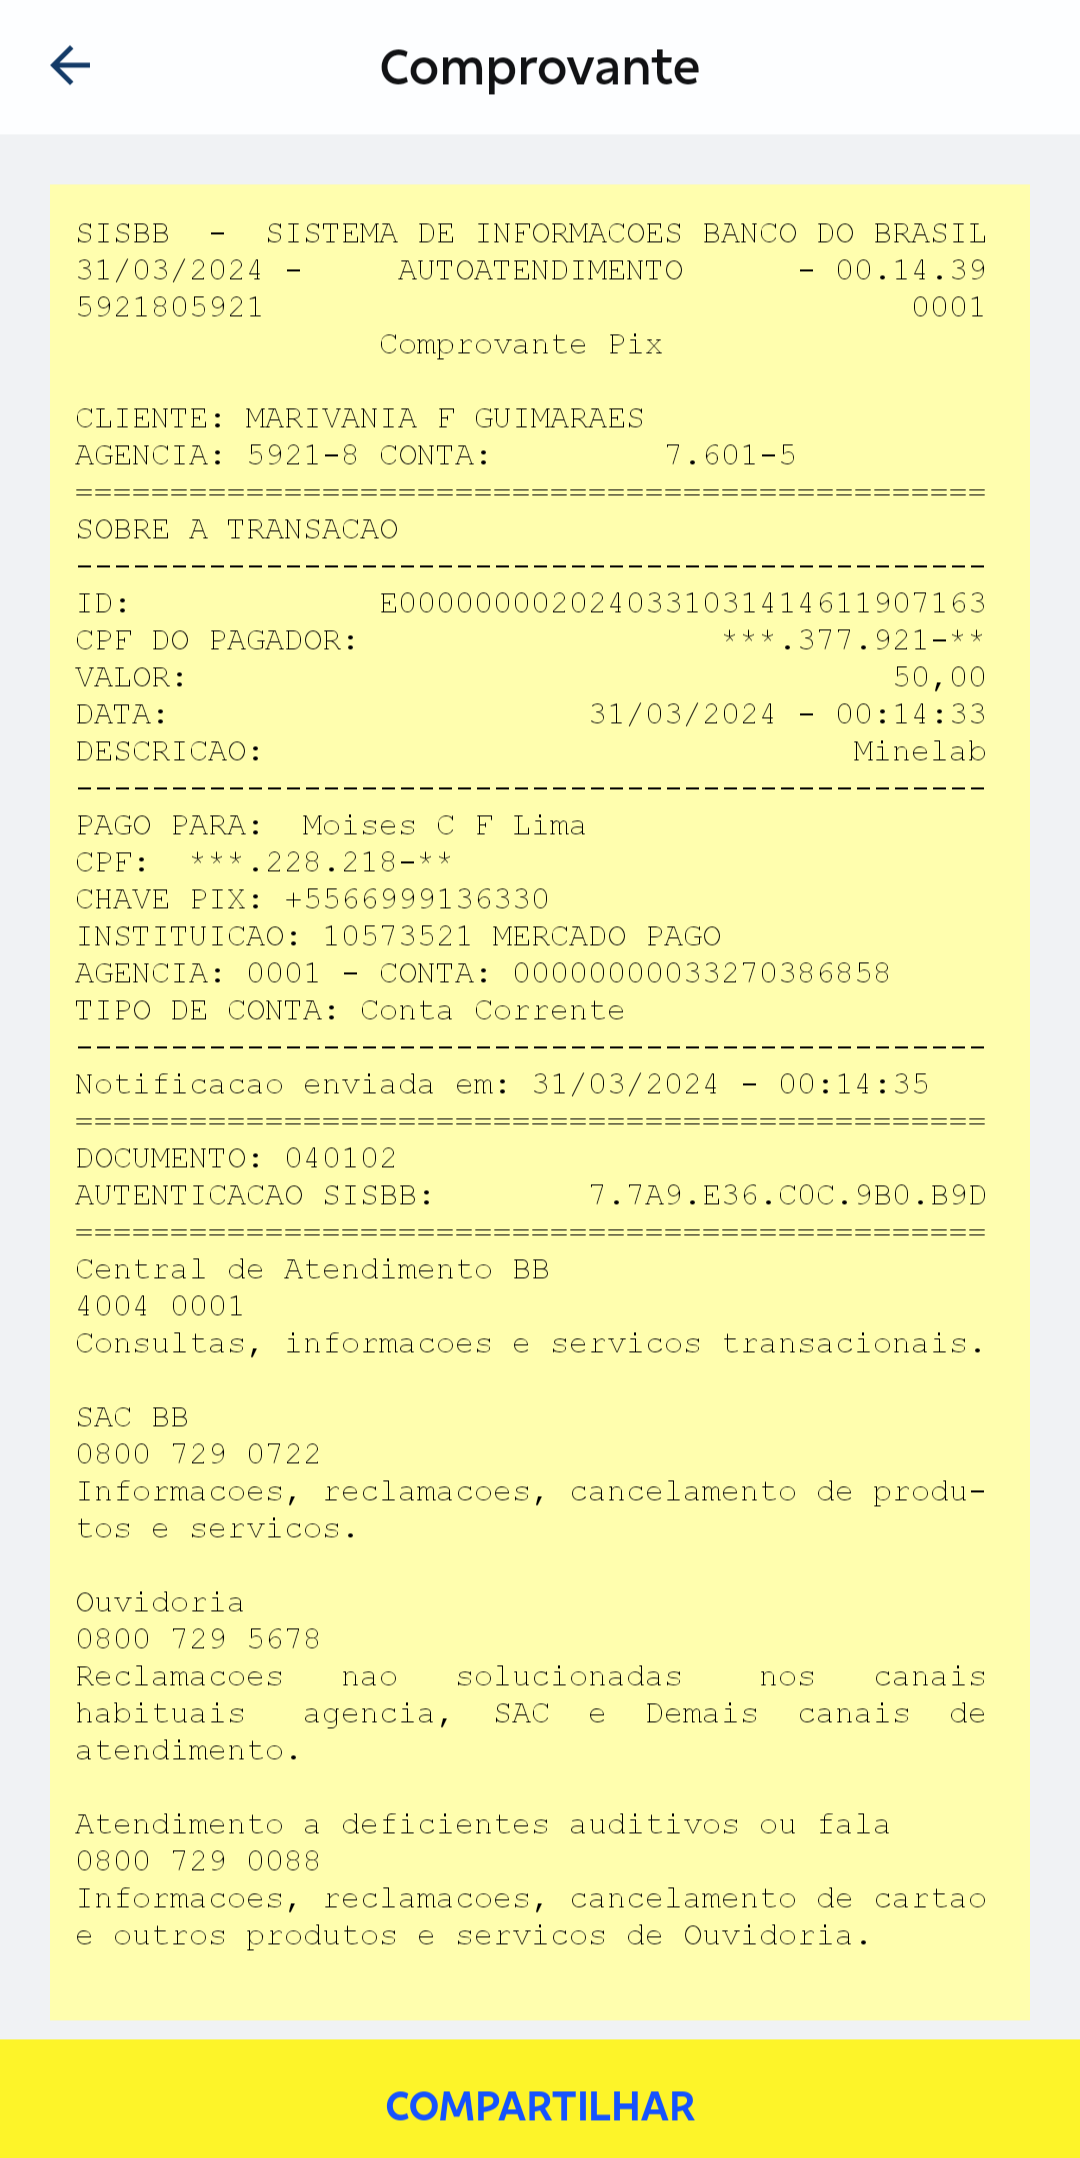 Comprovante
SISBB - SISTEMA DE INFORMACOES BANCO DO BRASIL
31/03/2024 - AUTOATENDIMENTO - 00.14.39
5921805921 0001
Comprovante Pix
CLIENTE: MARIVANIA F GUIMARAES
AGENCIA: 5921-8 CONTA: 7.601-5
================================================
SOBRE A TRANSACAO
------------------------------------------------
ID: E0000000020240331031414611907163
CPF DO PAGADOR: ***.377.921-**
VALOR: 50,00
DATA: 31/03/2024 - 00:14:33
DESCRICAO: Minelab
------------------------------------------------
PAGO PARA: Moises C F Lima
CPF: ***.228.218-**
CHAVE PIX: +5566999136330
INSTITUICAO: 10573521 MERCADO PAGO
AGENCIA: 0001 - CONTA: 00000000033270386858
TIPO DE CONTA: Conta Corrente
------------------------------------------------
Notificacao enviada em: 31/03/2024 - 00:14:35
================================================
DOCUMENTO: 040102
AUTENTICACAO SISBB: 7.7A9.E36.C0C.9B0.B9D
================================================
Central de Atendimento BB
4004 0001
Consultas, informacoes e servicos transacionais.
SAC BB
0800 729 0722
Informacoes, reclamacoes, cancelamento de produ-
tos e servicos.
Ouvidoria
0800 729 5678
Reclamacoes nao solucionadas nos canais
habituais agencia, SAC e Demais canais de
atendimento.
Atendimento a deficientes auditivos ou fala
0800 729 0088
Informacoes, reclamacoes, cancelamento de cartao
e outros produtos e servicos de Ouvidoria.
COMPARTILHAR